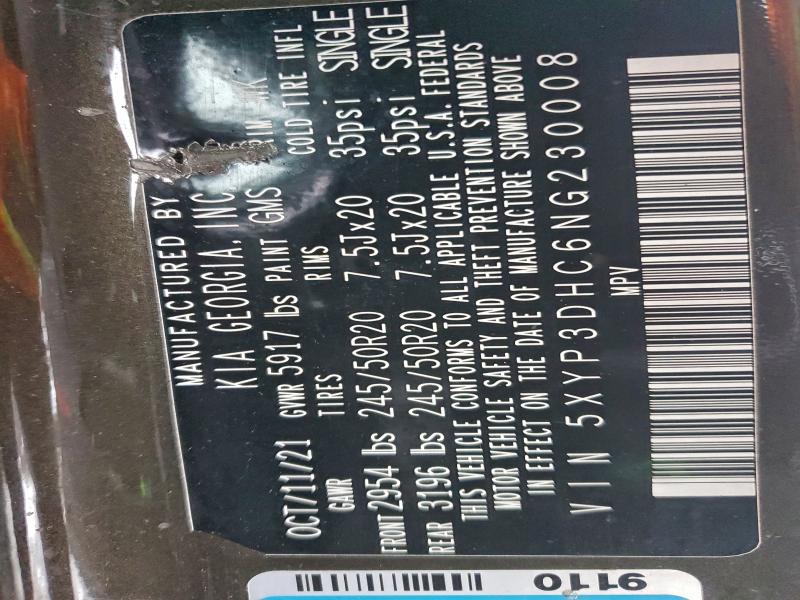 MANUFACTURED BY
KIA GEORGIA, INC.
OCT/11/21 GVWR 5917 lbs PAINT GMS
GAWR TIRES RIMS COLD TIRE INFL
FRONT 2954 lbs 245/50R20 7.5Jx20 35psi SINGLE
REAR 3196 lbs 245/50R20 7.5Jx20 35psi SINGLE
THIS VEHICLE CONFORMS TO ALL APPLICABLE U.S.A. FEDERAL
MOTOR VEHICLE SAFETY AND THEFT PREVENTION STANDARDS
IN EFFECT ON THE DATE OF MANUFACTURE SHOWN ABOVE
VIN 5XYP3DHC6NG230008
MPV
9110